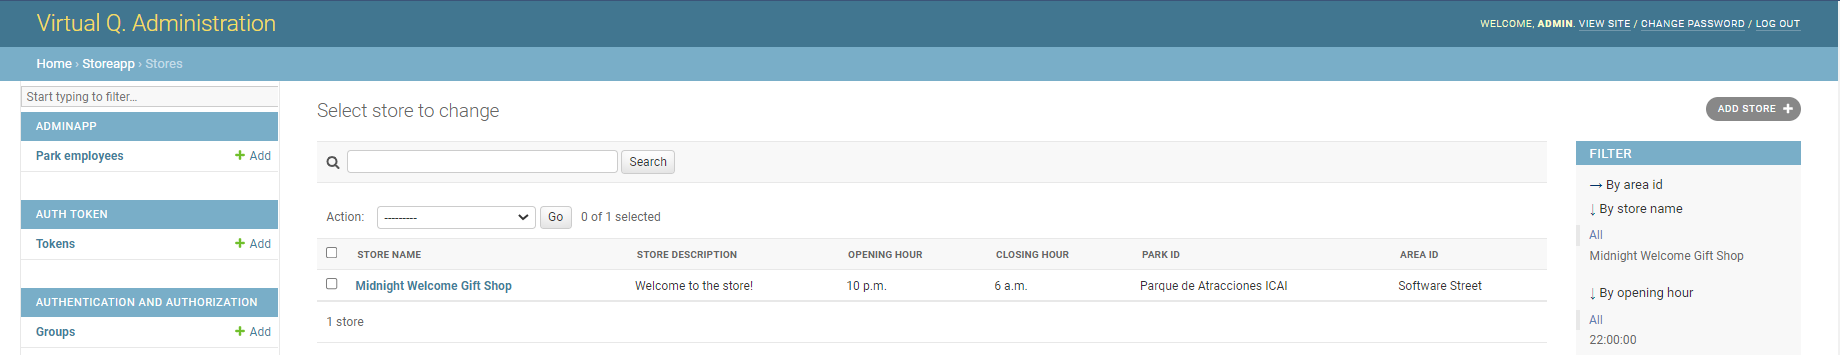 Virtual Q. Administration
WELCOME, ADMIN. VIEW SITE / CHANGE PASSWORD / LOG OUT
Home › Storeapp › Stores
Start typing to filter...
ADMINAPP
Park employees + Add
AUTH TOKEN
Tokens + Add
AUTHENTICATION AND AUTHORIZATION
Groups + Add
Select store to change
ADD STORE +
Search
Action: --------- Go 0 of 1 selected
STORE NAME STORE DESCRIPTION OPENING HOUR CLOSING HOUR PARK ID AREA ID
Midnight Welcome Gift Shop Welcome to the store! 10 p.m. 6 a.m. Parque de Atracciones ICAI Software Street
1 store
FILTER
→ By area id
↓ By store name
All
Midnight Welcome Gift Shop
↓ By opening hour
All
22:00:00